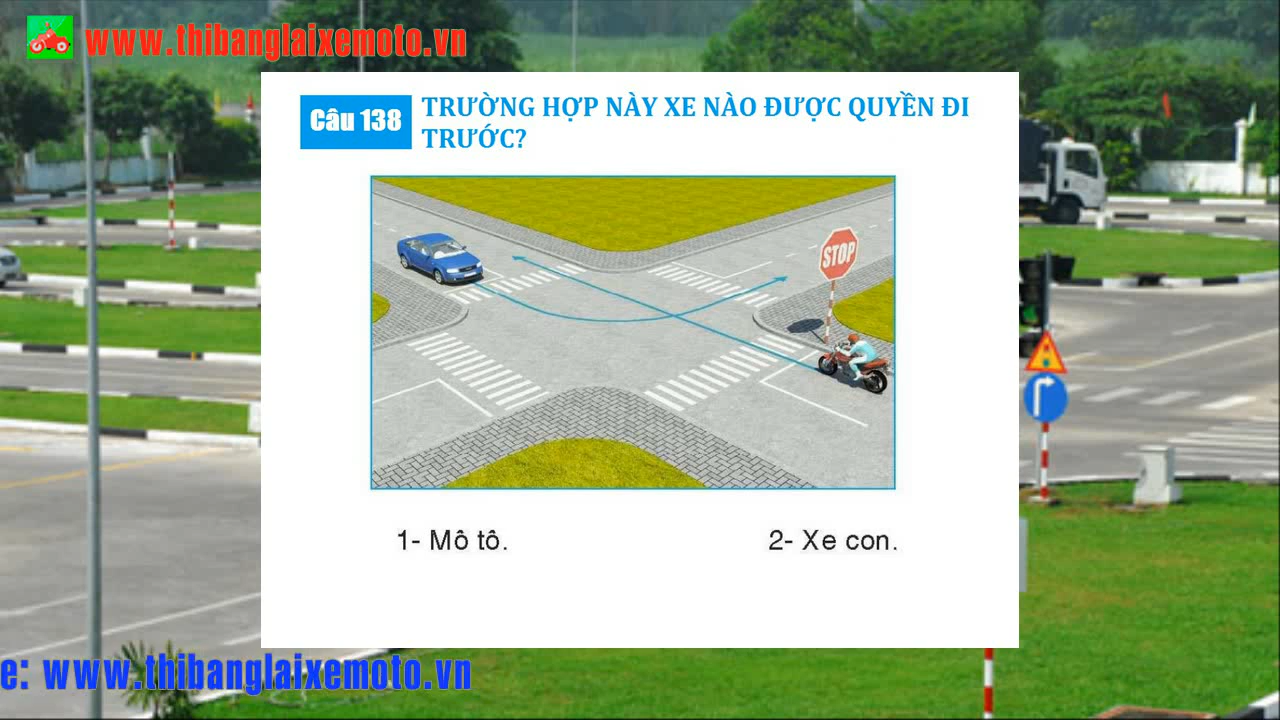 www.thibanglaixemoto.vn
Câu 138
TRƯỜNG HỢP NÀY XE NÀO ĐƯỢC QUYỀN ĐI
TRƯỚC?
STOP
1- Mô tô.
2- Xe con.
e: www.thibanglaixemoto.vn